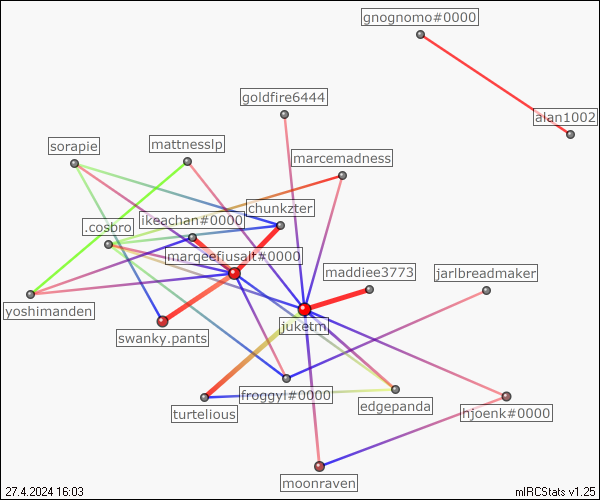 gnognomo#0000
goldfire6444
alan1002
sorapie
mattnesslp
marcemadness
chunkzter
ikeachan#0000
.cosbro
marqeefiusalt#0000
maddiee3773
jarlbreadmaker
yoshimanden
swanky.pants
juketm
froggyl#0000
edgepanda
turtelious
hjoenk#0000
moonraven
27.4.2024 16:03
mIRCStats v1.25